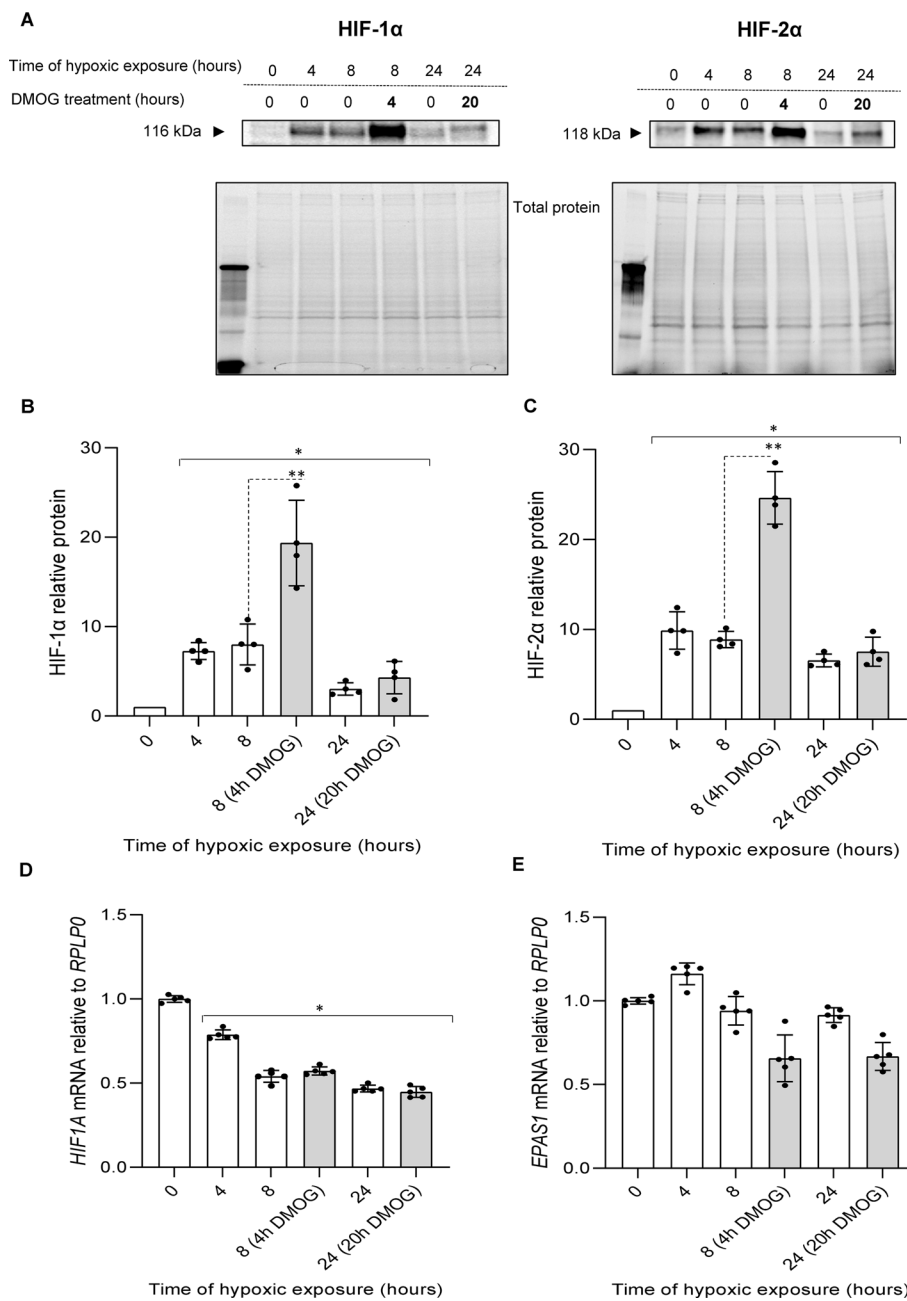 A
HIF-1α
HIF-2α
Time of hypoxic exposure (hours) 0 4 8 8 24 24
0 4 8 8 24 24
DMOG treatment (hours) 0 0 0 4 0 20
0 0 0 4 0 20
116 kDa ►
118 kDa ►
Total protein
B
HIF-1α relative protein
30
20
10
0
*
**
0
4
8
8 (4h DMOG)
24
24 (20h DMOG)
Time of hypoxic exposure (hours)
C
HIF-2α relative protein
30
20
10
0
*
**
0
4
8
8 (4h DMOG)
24
24 (20h DMOG)
Time of hypoxic exposure (hours)
D
HIF1A mRNA relative to RPLP0
1.5
1.0
0.5
0.0
*
0
4
8
8 (4h DMOG)
24
24 (20h DMOG)
Time of hypoxic exposure (hours)
E
EPAS1 mRNA relative to RPLP0
1.5
1.0
0.5
0.0
0
4
8
8 (4h DMOG)
24
24 (20h DMOG)
Time of hypoxic exposure (hours)